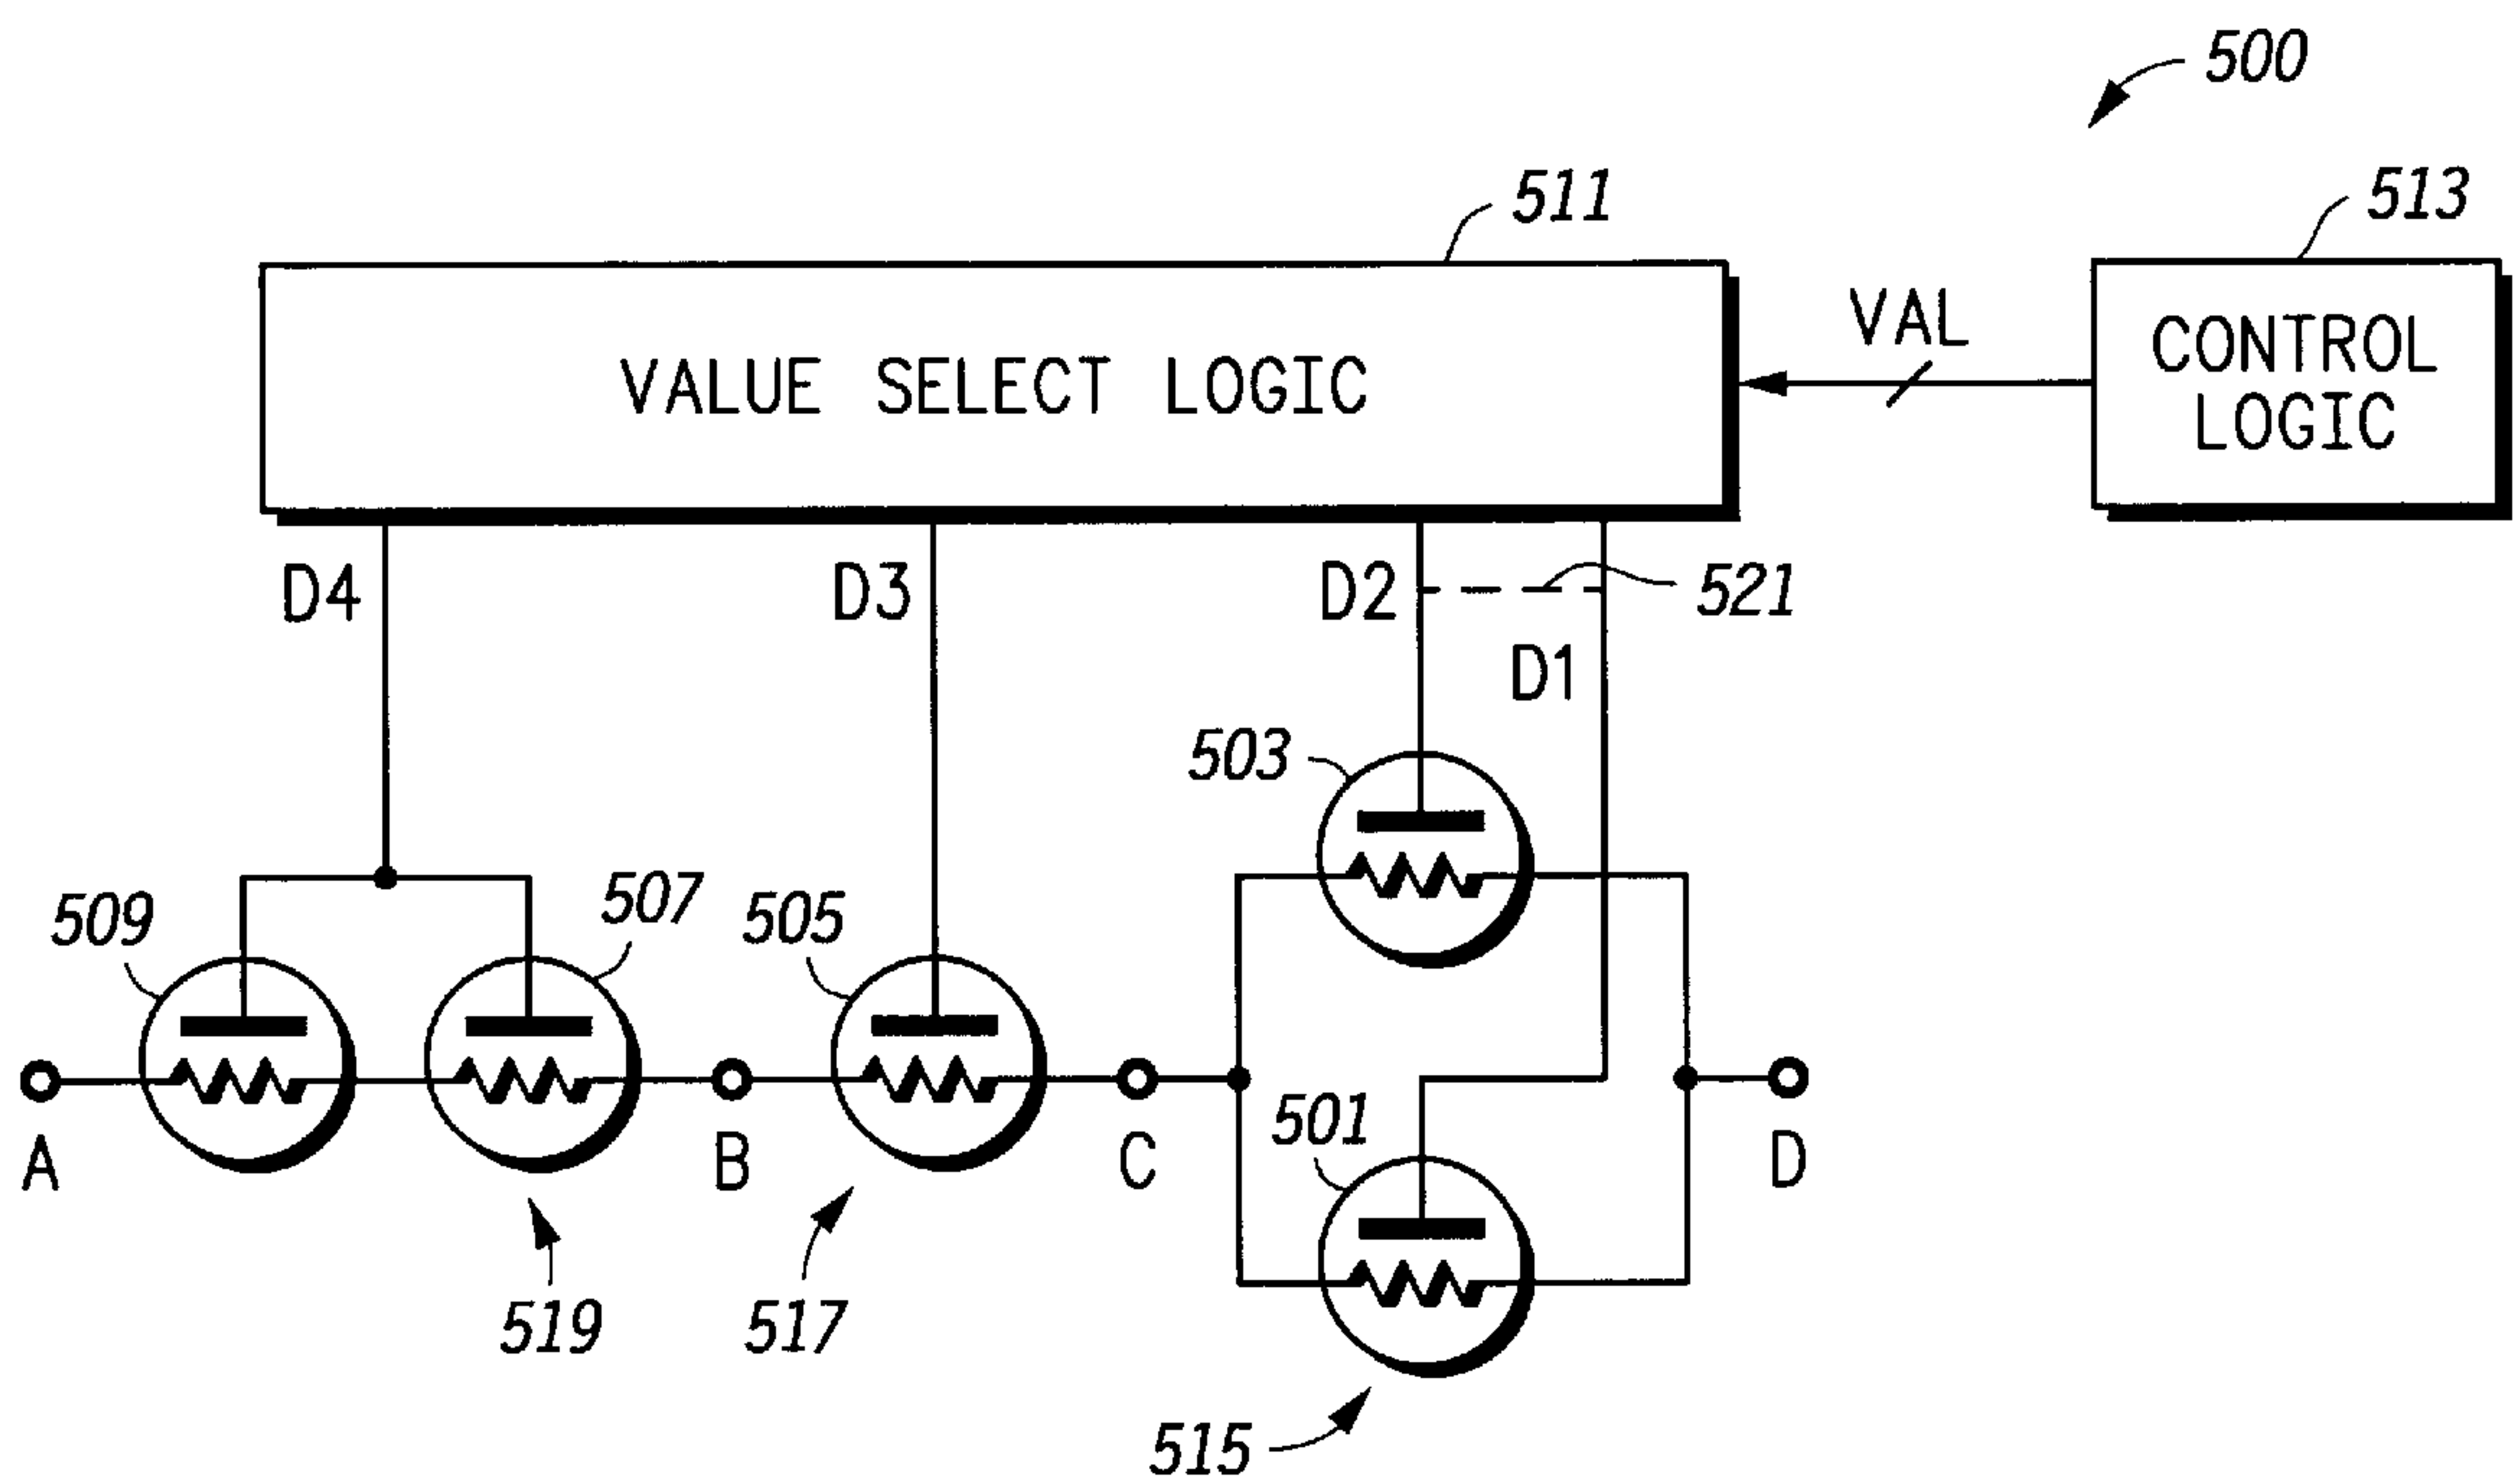 500
511
513
VALUE SELECT LOGIC
VAL
CONTROL
LOGIC
D4
D3
D2
521
D1
503
509
507
505
501
A
B
C
D
519
517
515